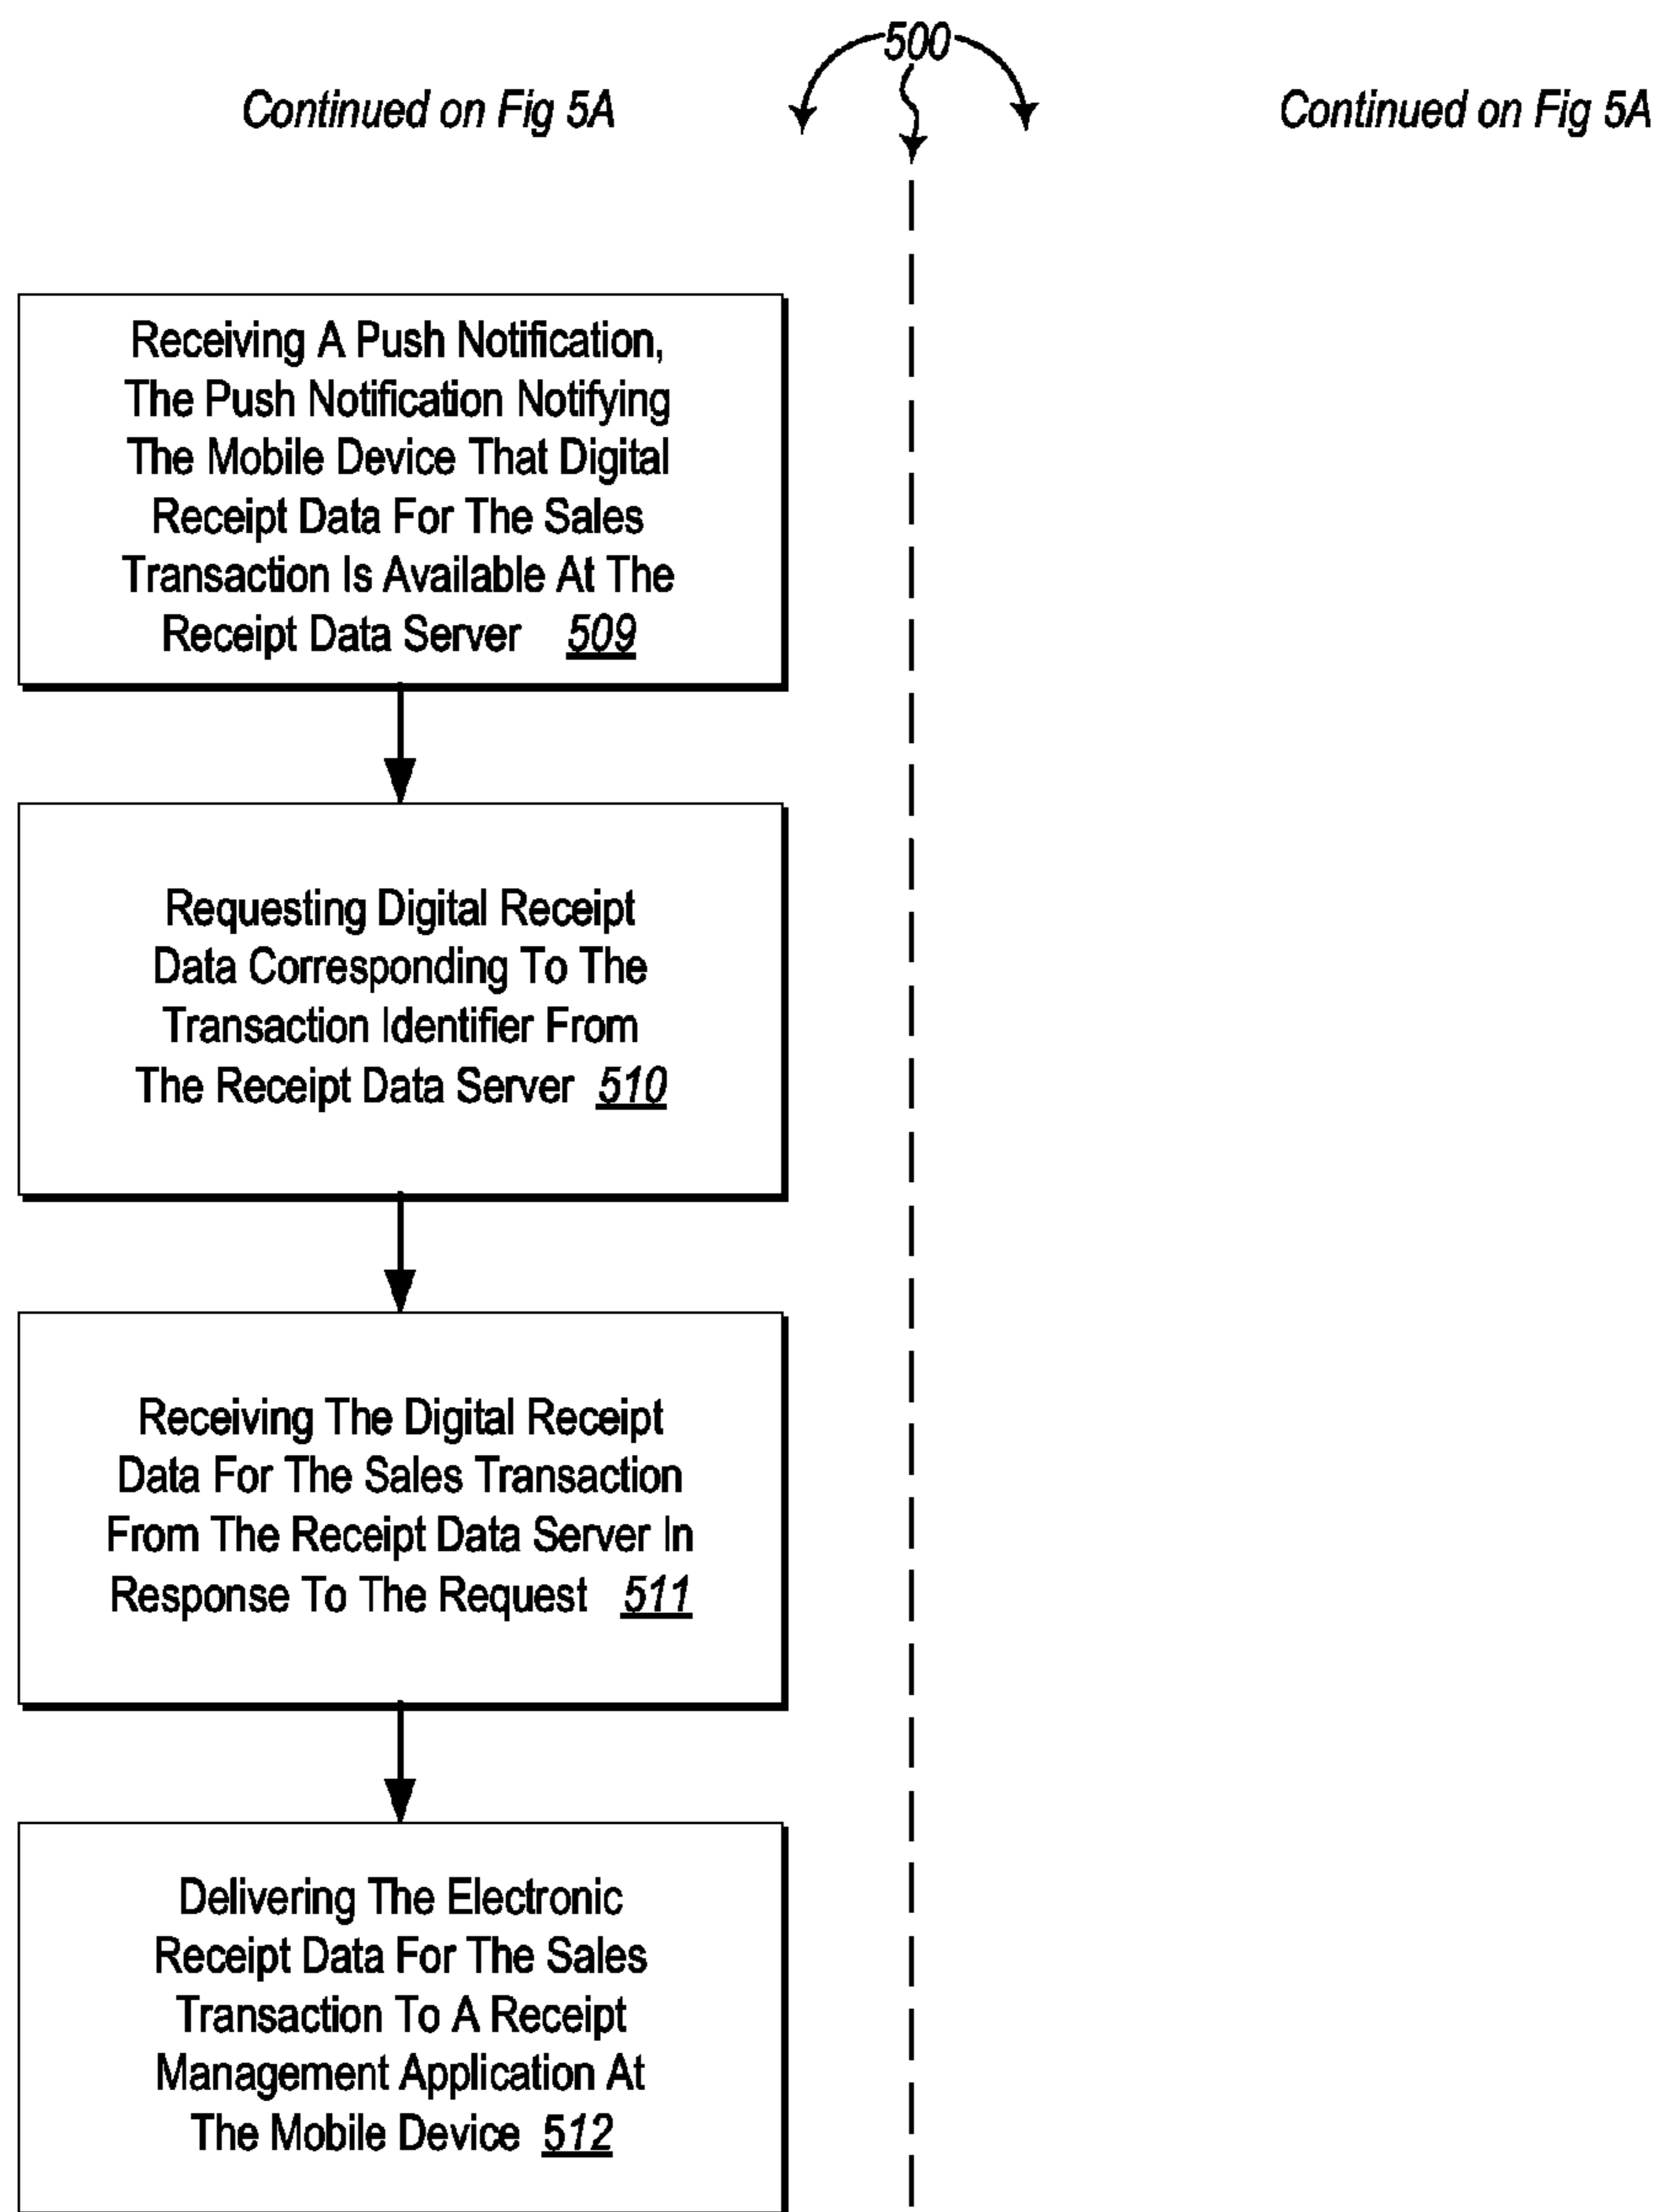 500
Continued on Fig 5A
Continued on Fig 5A
Receiving A Push Notification,
The Push Notification Notifying
The Mobile Device That Digital
Receipt Data For The Sales
Transaction Is Available At The
Receipt Data Server 509
Requesting Digital Receipt
Data Corresponding To The
Transaction Identifier From
The Receipt Data Server 510
Receiving The Digital Receipt
Data For The Sales Transaction
From The Receipt Data Server In
Response To The Request 511
Delivering The Electronic
Receipt Data For The Sales
Transaction To A Receipt
Management Application At
The Mobile Device 512